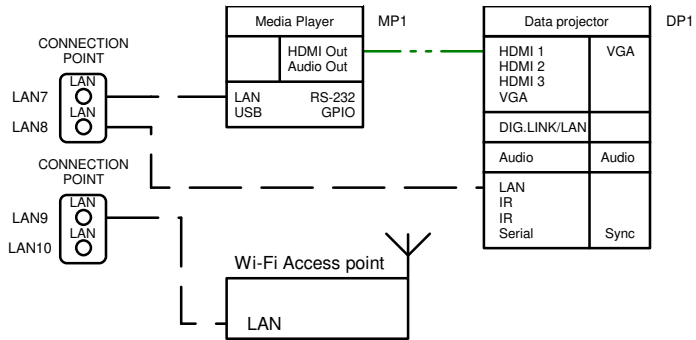 Media Player
MP1
Data projector
DP1
HDMI Out
Audio Out
LAN
RS-232
USB
GPIO
HDMI 1
VGA
HDMI 2
HDMI 3
VGA
DIG.LINK/LAN
Audio
Audio
LAN
IR
IR
Serial
Sync
CONNECTION
POINT
LAN
LAN7
LAN
LAN8
CONNECTION
POINT
LAN
LAN9
LAN
LAN10
Wi-Fi Access point
LAN